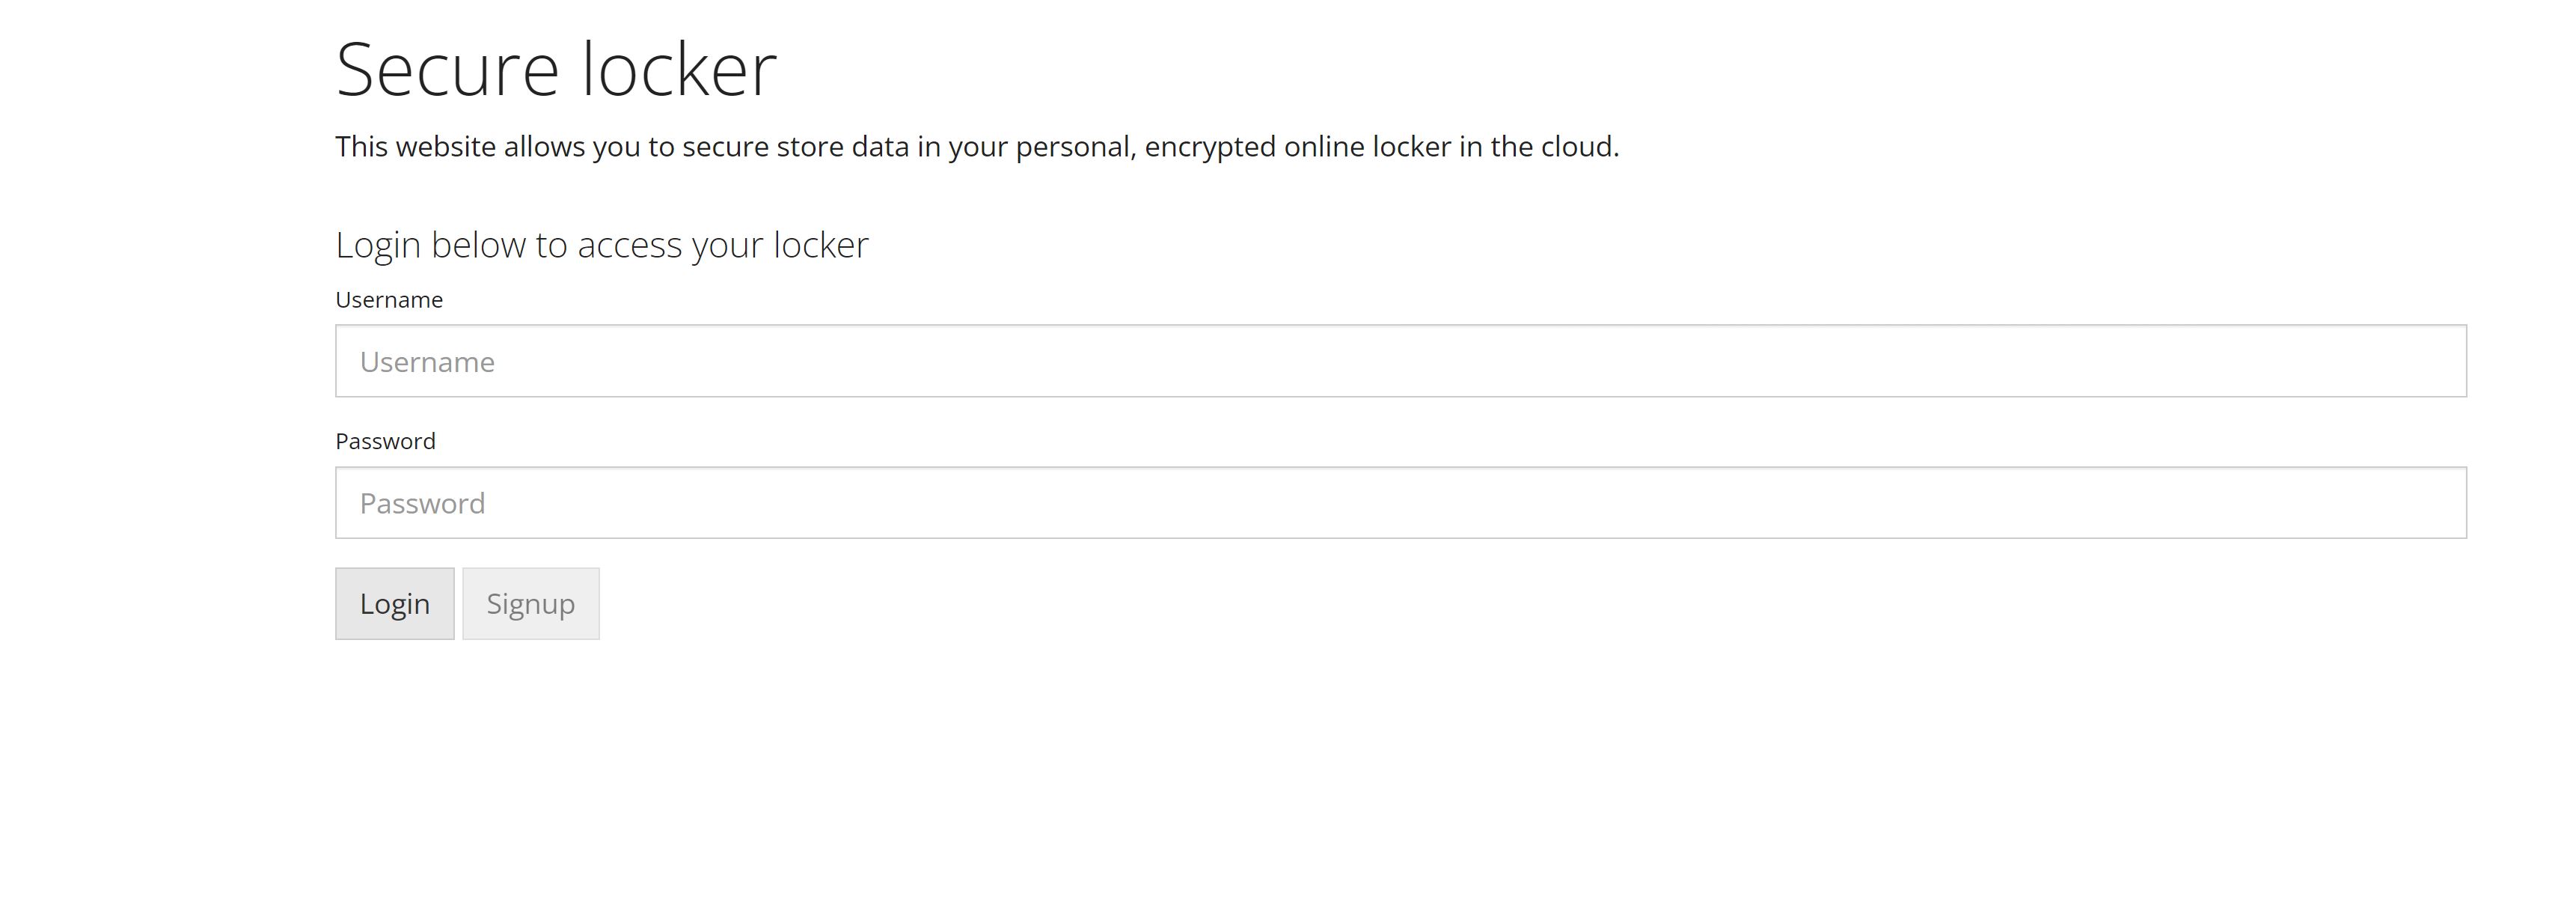 Secure locker
This website allows you to secure store data in your personal, encrypted online locker in the cloud.
Login below to access your locker
Username
Username
Password
Password
Login Signup